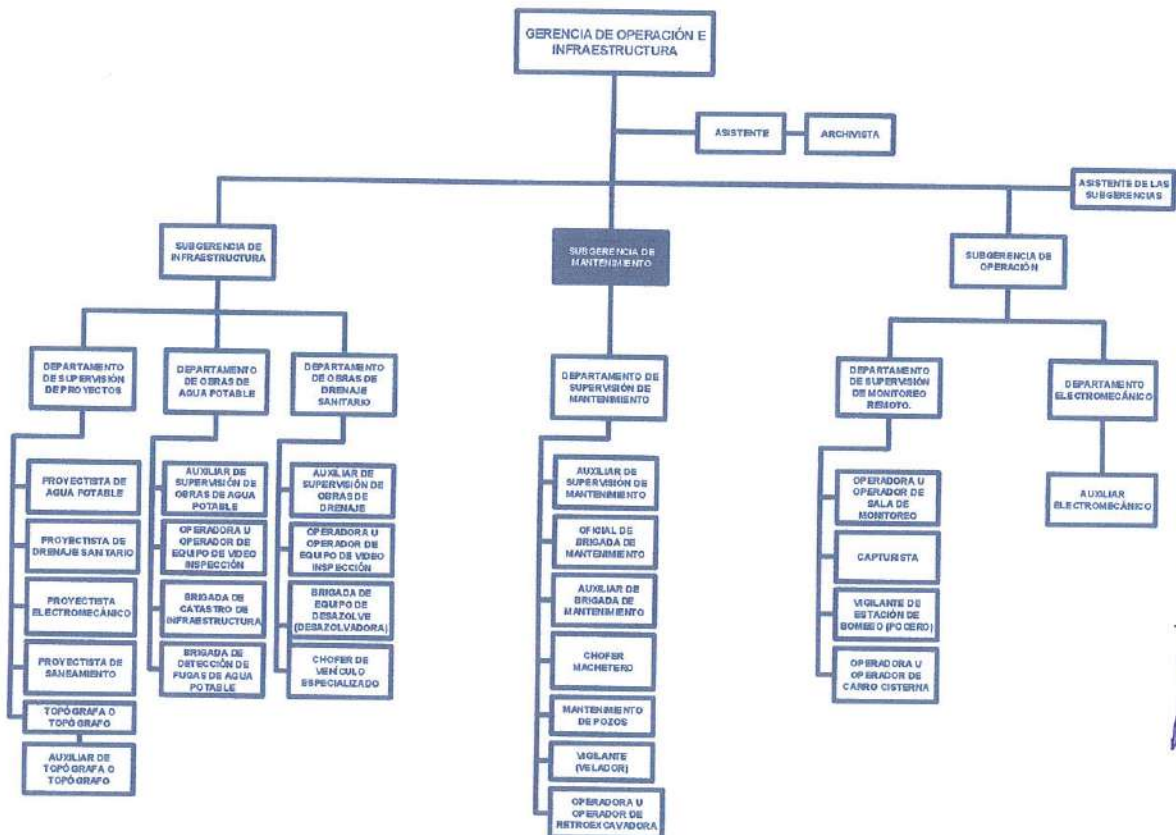 GERENCIA DE OPERACIÓN E
INFRAESTRUCTURA
ASISTENTE
ARCHIVISTA
ASISTENTE DE LAS
SUBGERENCIAS
SUBGERENCIA DE
INFRAESTRUCTURA
SUBGERENCIA DE
MANTENIMIENTO
SUBGERENCIA DE
OPERACIÓN
DEPARTAMENTO
DE SUPERVISIÓN
DE PROYECTOS
DEPARTAMENTO
DE OBRAS DE
AGUA POTABLE
DEPARTAMENTO
DE OBRAS DE
DRENAJE
SANITARIO
DEPARTAMENTO DE
SUPERVISIÓN DE
MANTENIMIENTO
DEPARTAMENTO
DE SUPERVISIÓN
DE MONITOREO
REMOTO.
DEPARTAMENTO
ELECTROMECÁNICO
PROYECTISTA DE
AGUA POTABLE
PROYECTISTA
DE DRENAJE SANITARIO
PROYECTISTA
ELECTROMECÁNICO
PROYECTISTA DE
SANEAMIENTO
TOPÓGRAFA O
TOPÓGRAFO
AUXILIAR DE
TOPÓGRAFA O
TOPÓGRAFO
AUXILIAR DE
SUPERVISIÓN DE
OBRAS DE AGUA
POTABLE
OPERADORA U
OPERADOR DE
EQUIPO DE VIDEO
INSPECCIÓN
BRIGADA DE
CATASTRO DE
INFRAESTRUCTURA
BRIGADA DE
DETECCIÓN DE
FUGAS DE AGUA
POTABLE
AUXILIAR DE
SUPERVISIÓN DE
OBRAS DE
DRENAJE
OPERADORA U
OPERADOR DE
EQUIPO DE VIDEO
INSPECCIÓN
BRIGADA DE
EQUIPO DE
DESAZOLVE
(DESAZOLVADORA)
CHOFER DE
VEHÍCULO
ESPECIALIZADO
AUXILIAR DE
SUPERVISIÓN DE
MANTENIMIENTO
OFICIAL DE
BRIGADA DE
MANTENIMIENTO
AUXILIAR DE
BRIGADA DE
MANTENIMIENTO
CHOFER
MACHETERO
MANTENIMIENTO
DE POZOS
VIGILANTE
(VELADOR)
OPERADORA U
OPERADOR DE
RETROEXCAVADORA
OPERADORA U
OPERADOR DE
SALA DE
MONITOREO
CAPTURISTA
VIGILANTE DE
ESTACIÓN DE
BOMBEO (POCERO)
OPERADORA U
OPERADOR DE
CARRO CISTERNA
AUXILIAR
ELECTROMECÁNICO